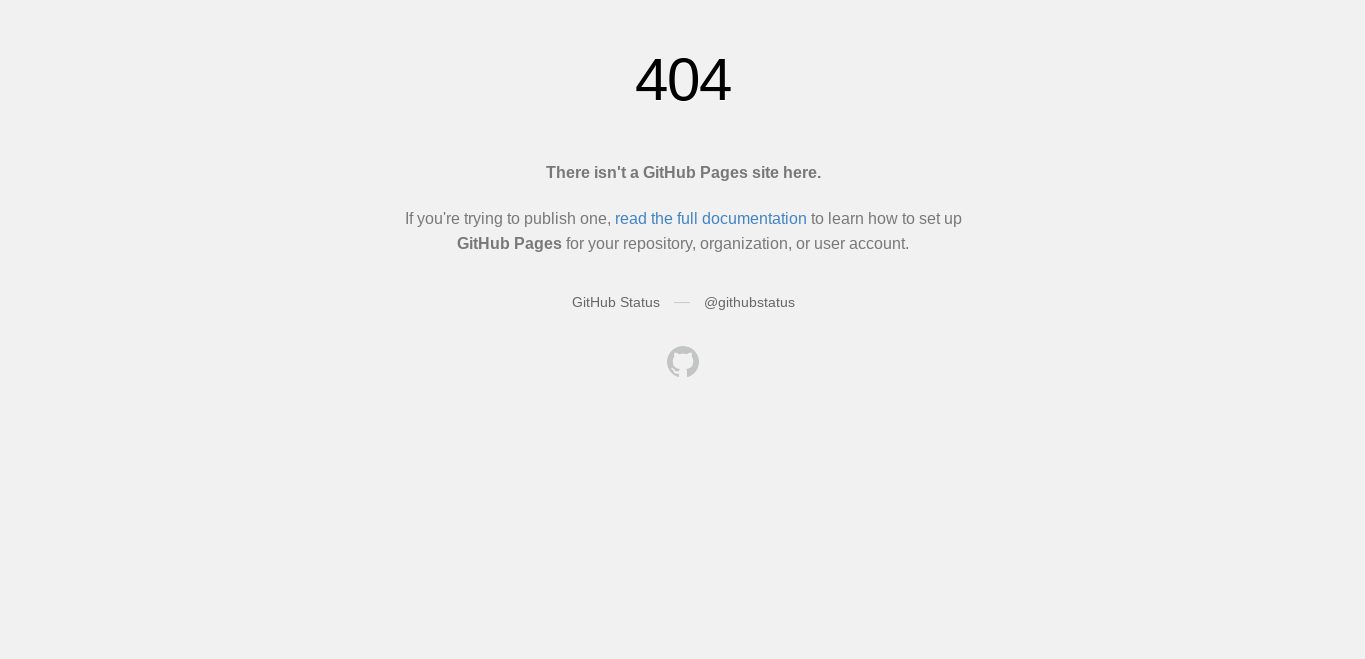 404
There isn't a GitHub Pages site here.
If you're trying to publish one, read the full documentation to learn how to set up
GitHub Pages for your repository, organization, or user account.
GitHub Status — @githubstatus